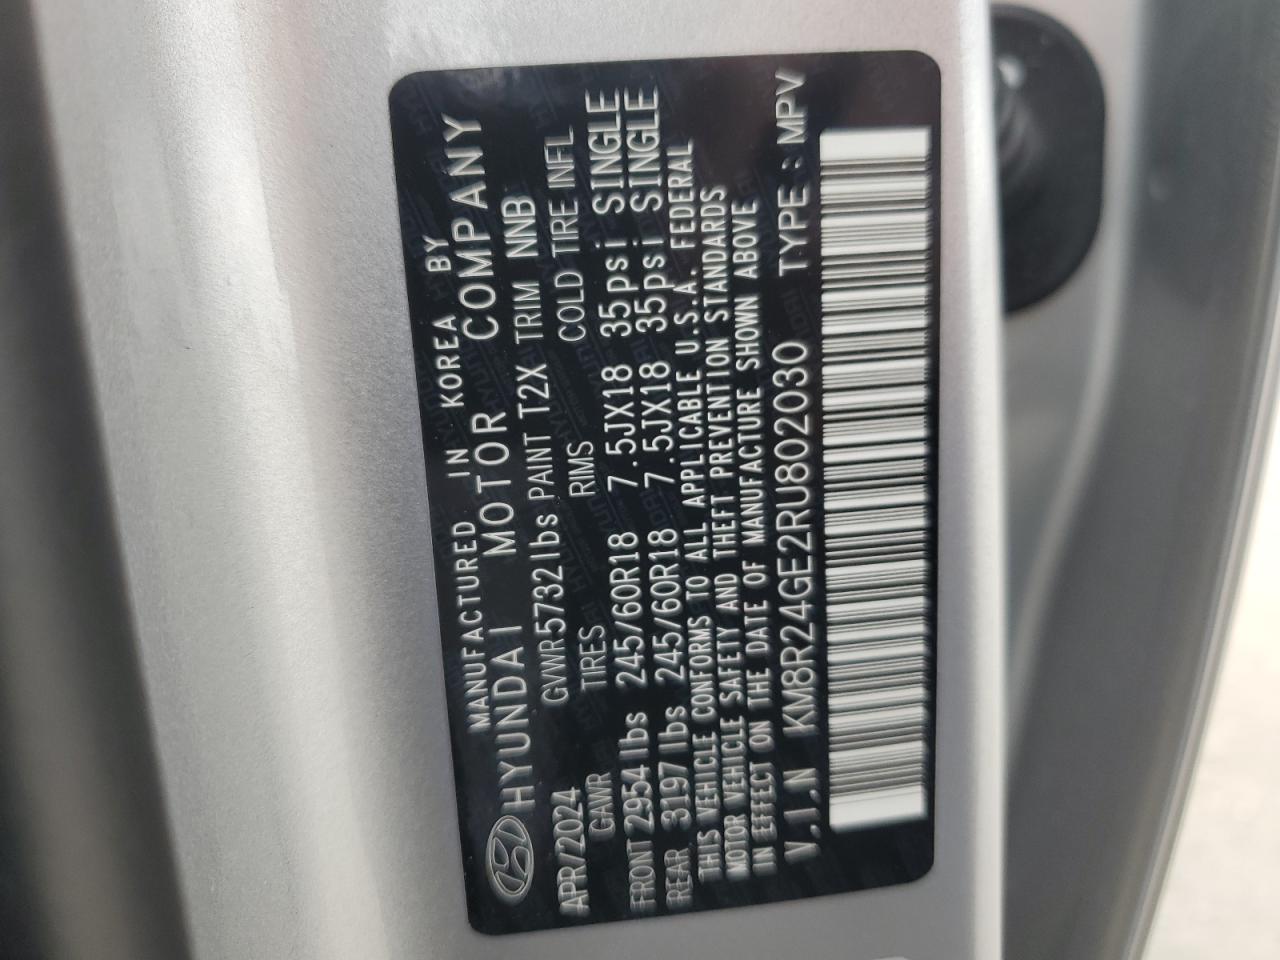 MANUFACTURED IN KOREA BY
HYUNDAI MOTOR COMPANY
APR/2024 GVWR 5732 lbs PAINT T2X TRIM NNB
GAWR TIRES RIMS COLD TIRE INFL
FRONT 2954 lbs 245/60R18 7.5JX18 35psi SINGLE
REAR 3197 lbs 245/60R18 7.5JX18 35psi SINGLE
THIS VEHICLE CONFORMS TO ALL APPLICABLE U.S.A. FEDERAL
MOTOR VEHICLE SAFETY AND THEFT PREVENTION STANDARDS
IN EFFECT ON THE DATE OF MANUFACTURE SHOWN ABOVE
V.I.N KM8R24GE2RU802030 TYPE : MPV